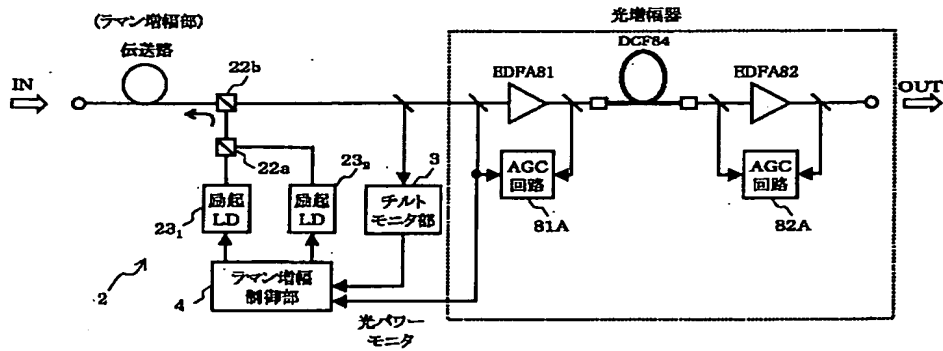 (ラマン増幅部)
伝送路
IN
22b
22a
23₁
23₂
励起
LD
励起
LD
3
チルト
モニタ部
2
4
ラマン増幅
制御部
光パワー
モニタ
光増幅器
EDFA81
DCF84
EDFA82
OUT
AGC
回路
81A
AGC
回路
82A